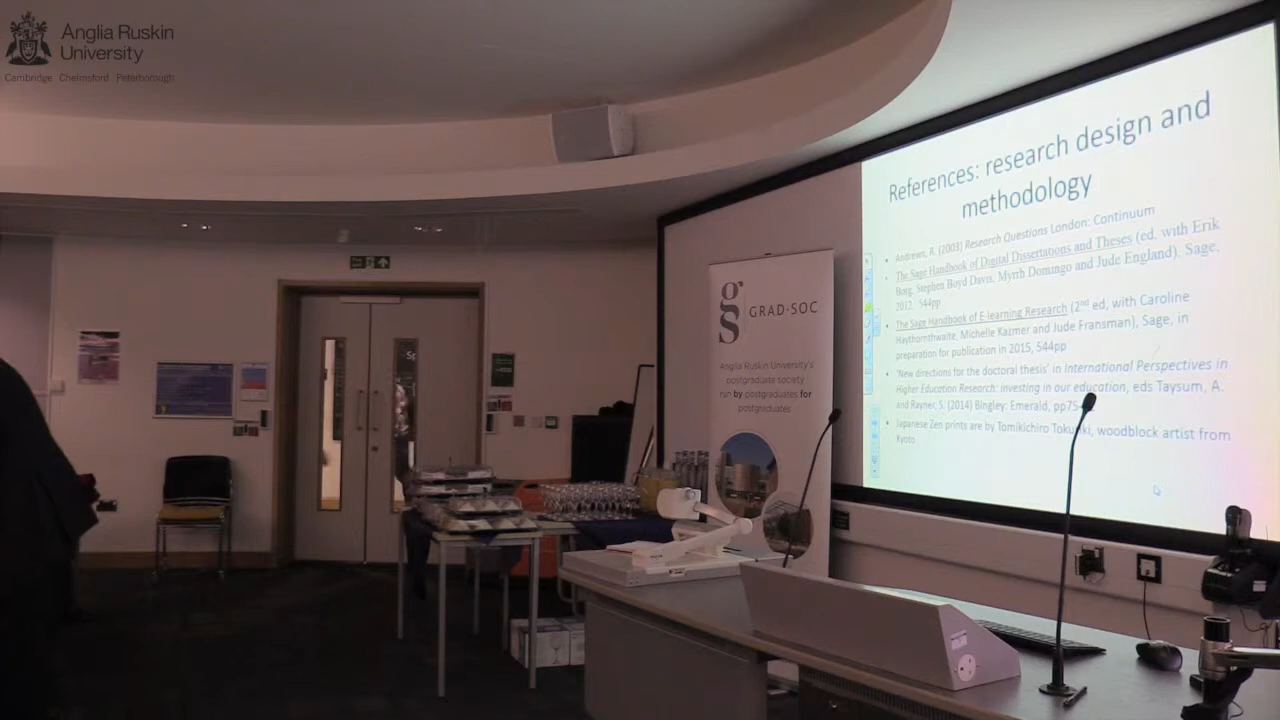 Anglia Ruskin
University
Cambridge Chelmsford Peterborough
References: research design and
methodology
Andrews, R. (2003) Research Questions London: Continuum
The Sage Handbook of Digital Dissertations and Theses (ed. with Erik
Borg, Stephen Boyd Davis, Myrrh Domingo and Jude England). Sage,
2012, 544pp
The Sage Handbook of E-learning Research (2nd ed, with Caroline
Haythornthwaite, Michelle Kazmer and Jude Fransman), Sage, in
preparation for publication in 2015, 544pp
'New directions for the doctoral thesis' in International Perspectives in
Higher Education Research: investing in our education, eds Taysum, A.
and Rayner, S. (2014) Bingley: Emerald, pp75-
Japanese Zen prints are by Tomikichiro, woodblock artist from
Kyoto
gs GRAD·SOC
Anglia Ruskin University's
postgraduate society
run by postgraduates for
postgraduates